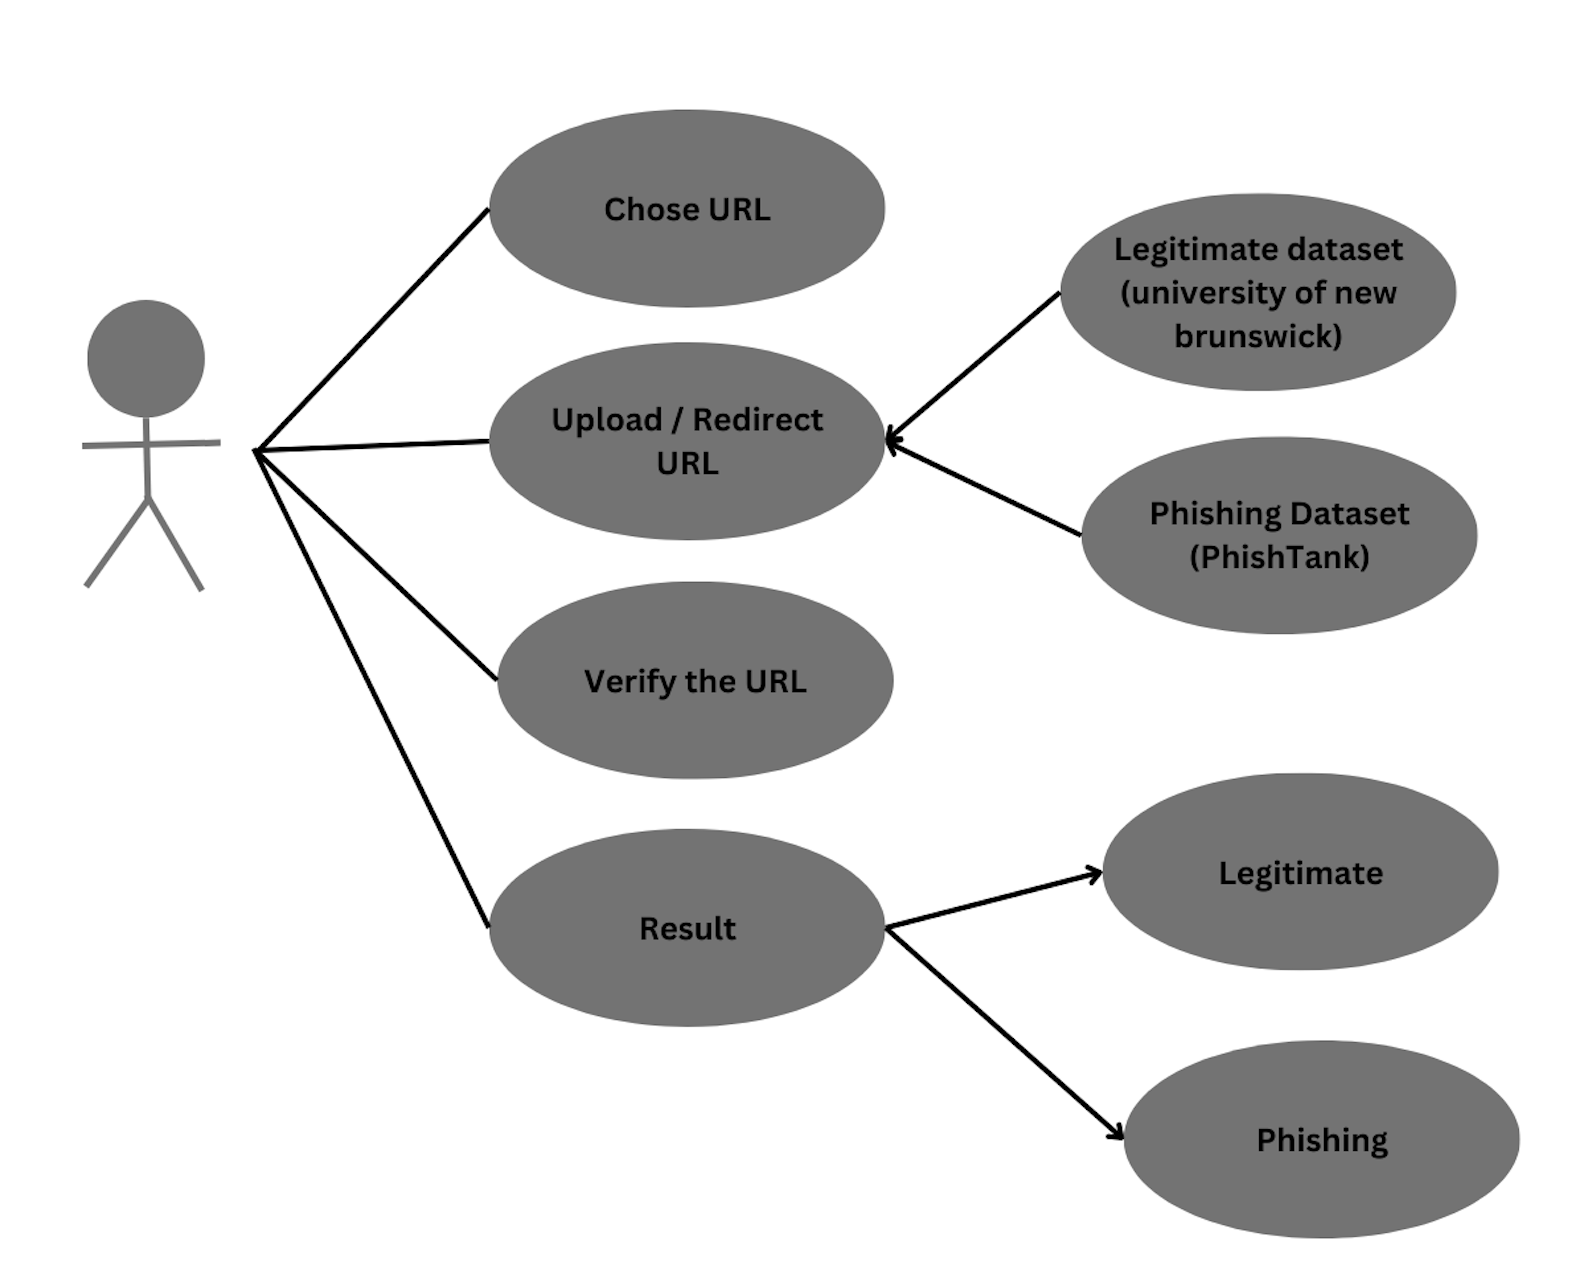 Chose URL
Legitimate dataset
(university of new
brunswick)
Upload / Redirect
URL
Phishing Dataset
(PhishTank)
Verify the URL
Legitimate
Result
Phishing